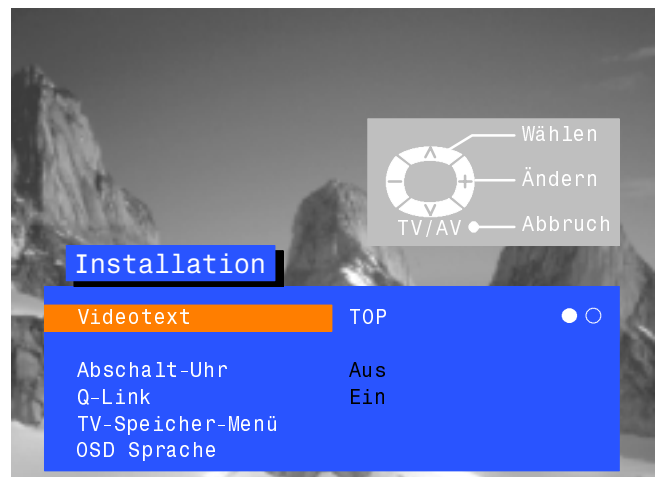 Wählen
Ändern
TV/AV Abbruch
Installation
Videotext TOP
Abschalt-Uhr Aus
Q-Link Ein
TV-Speicher-Menü
OSD Sprache